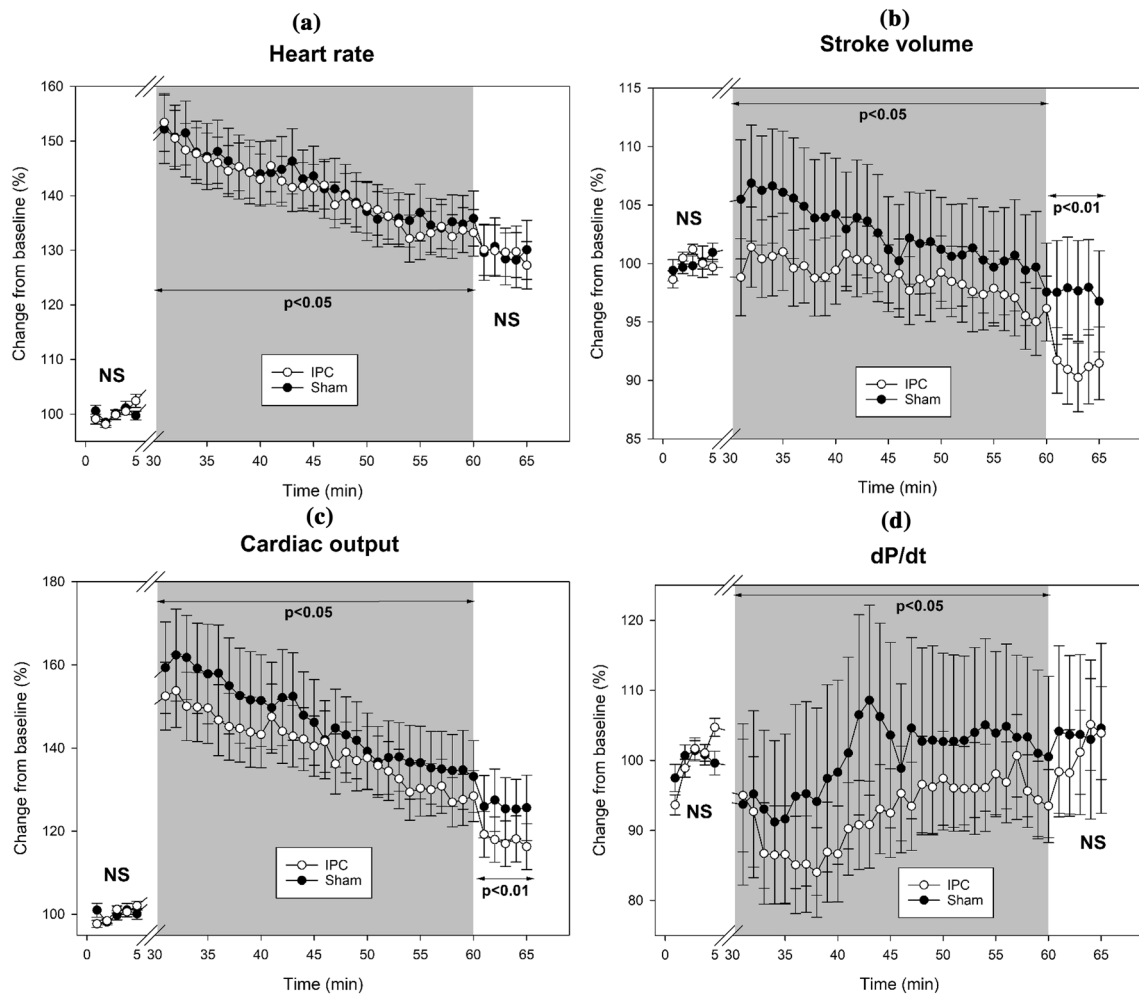 (a)
Heart rate
160
150
140
130
120
110
100
Change from baseline (%)
NS
p<0.05
NS
IPC
Sham
0 5 30 35 40 45 50 55 60 65
Time (min)
(b)
Stroke volume
115
110
105
100
95
90
85
Change from baseline (%)
p<0.05
NS
p<0.01
IPC
Sham
0 5 30 35 40 45 50 55 60 65
Time (min)
(c)
Cardiac output
180
160
140
120
100
Change from baseline (%)
p<0.05
NS
IPC
Sham
p<0.01
0 5 30 35 40 45 50 55 60 65
Time (min)
(d)
dP/dt
120
110
100
90
80
Change from baseline (%)
p<0.05
NS
NS
IPC
Sham
0 5 30 35 40 45 50 55 60 65
Time (min)